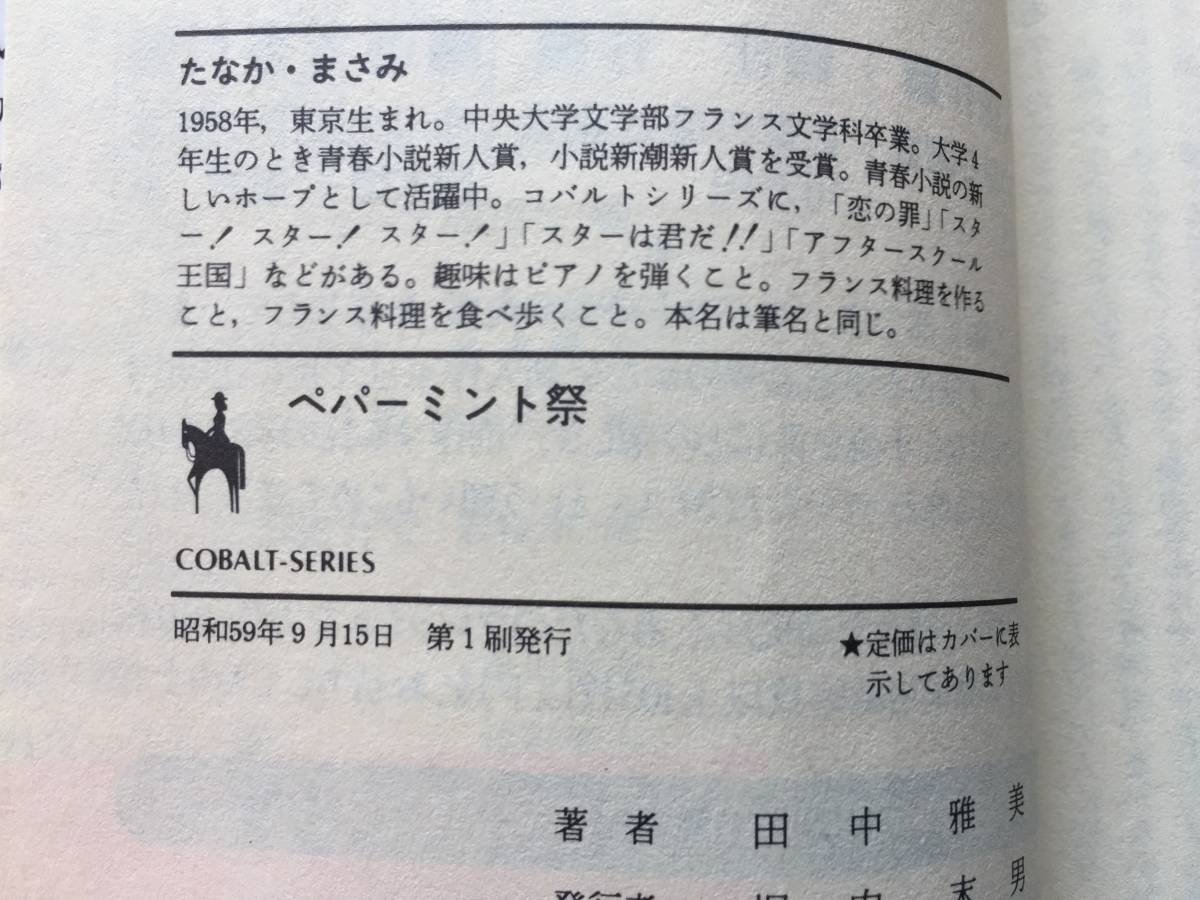 たなか・まさみ
1958年，東京生まれ。中央大学文学部フランス文学科卒業。大学4
年生のとき青春小説新人賞，小説新潮新人賞を受賞。青春小説の新
しいホープとして活躍中。コバルトシリーズに，「恋の罪」「スタ
ー！ スター！ スター！」「スターは君だ!!」「アフタースクール
王国」などがある。趣味はピアノを弾くこと。フランス料理を作る
こと，フランス料理を食べ歩くこと。本名は筆名と同じ。
ペパーミント祭
COBALT-SERIES
昭和59年9月15日　第1刷発行
★定価はカバーに表
示してあります
著者　田中雅美
発行者　堀内末男